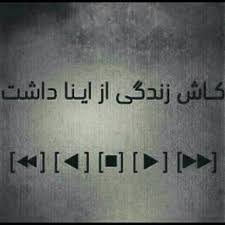 کاش زندگی از اینا داشت
[◀◀] [◀] [■] [▶] [▶▶]